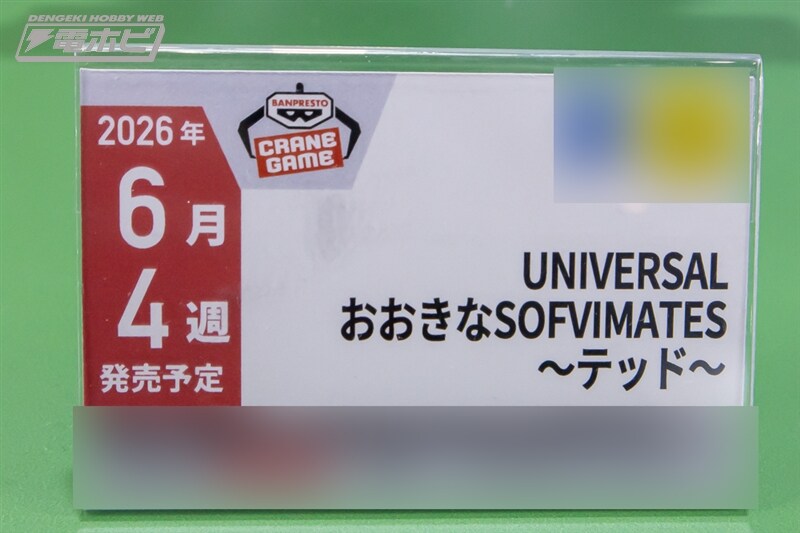 DENGEKI HOBBY WEB
電ホビ
BANPRESTO
CRANE
GAME
2026年
6月
4週
発売予定
UNIVERSAL
おおきなSOFVIMATES
～テッド～